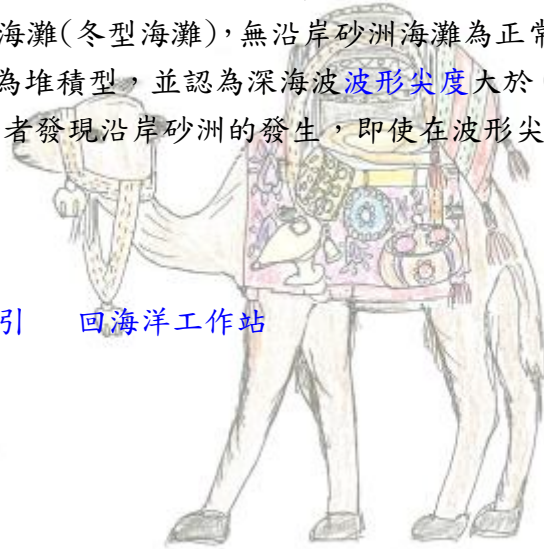 海灘(冬型海灘)，無沿岸砂洲海灘為正常
為堆積型，並認為深海波波形尖度大於
者發現沿岸砂洲的發生，即使在波形尖
引 回海洋工作站